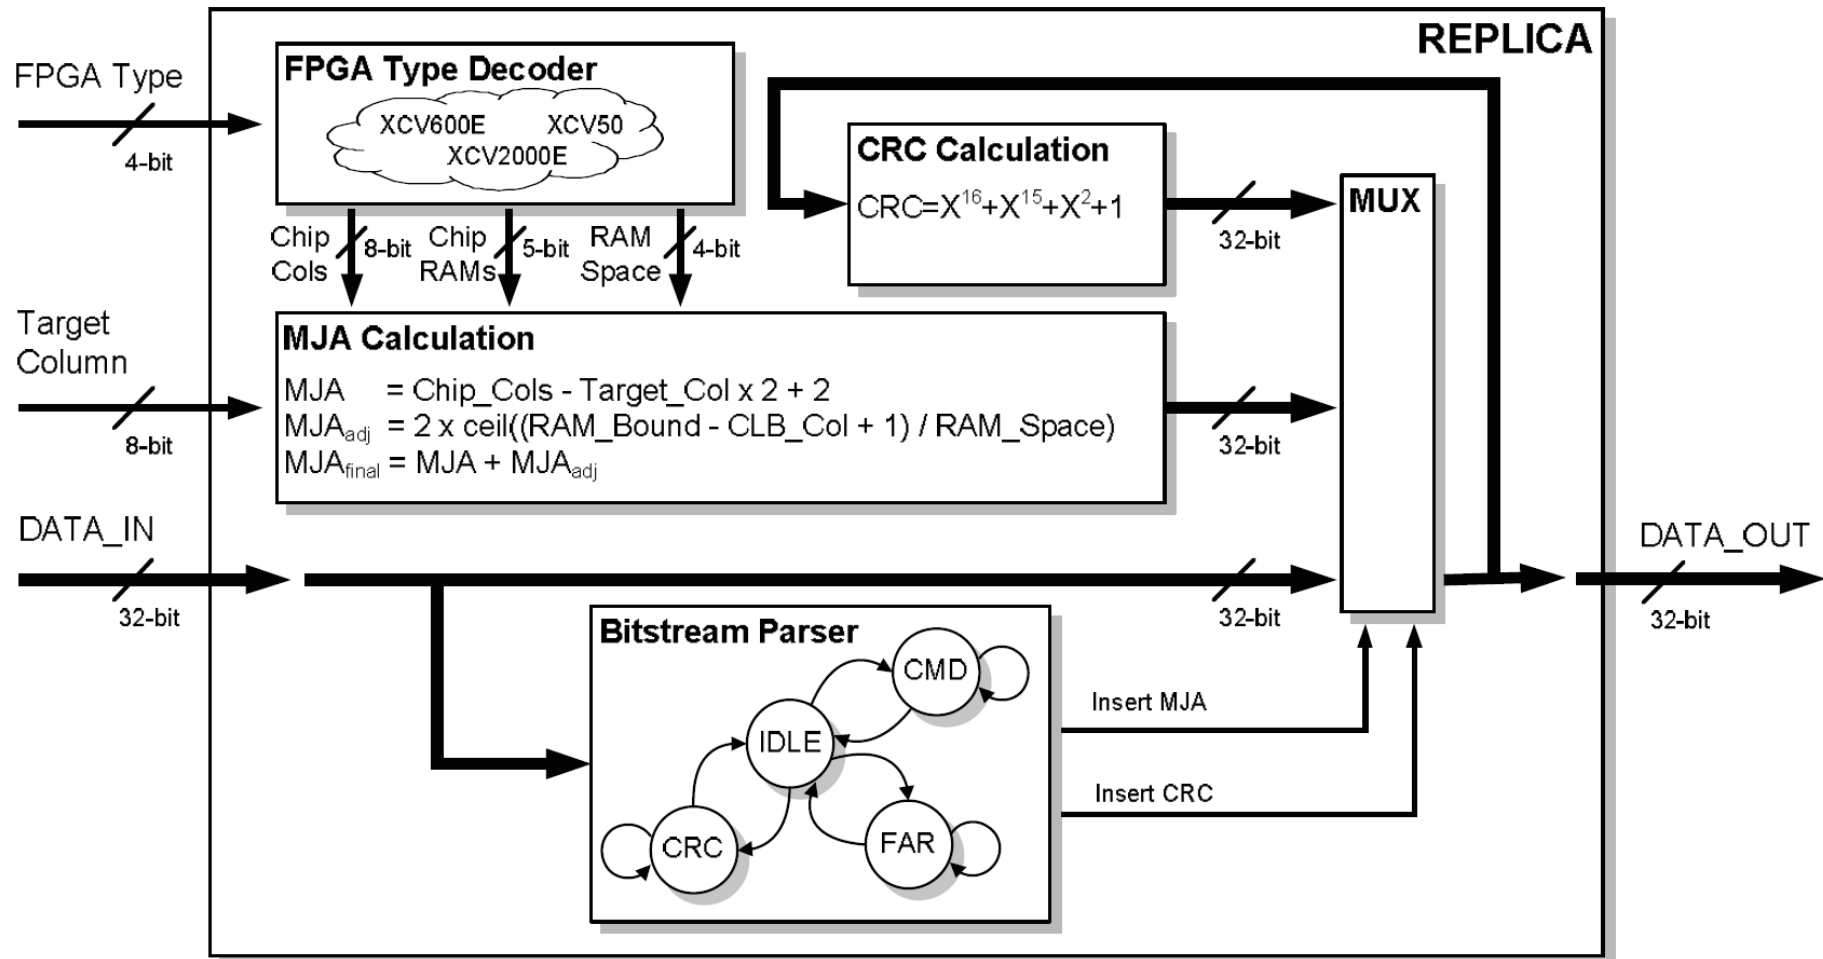 REPLICA
FPGA Type
4-bit
FPGA Type Decoder
XCV600E
XCV50
XCV2000E
Chip
Cols
8-bit
Chip
RAMs
5-bit
RAM
Space
4-bit
CRC Calculation
CRC=X¹⁶+X¹⁵+X²+1
32-bit
MUX
Target
Column
8-bit
MJA Calculation
MJA = Chip_Cols - Target_Col x 2 + 2
MJAadj = 2 x ceil((RAM_Bound - CLB_Col + 1) / RAM_Space)
MJAfinal = MJA + MJAadj
32-bit
DATA_IN
32-bit
32-bit
DATA_OUT
32-bit
Bitstream Parser
CMD
IDLE
CRC
FAR
Insert MJA
Insert CRC